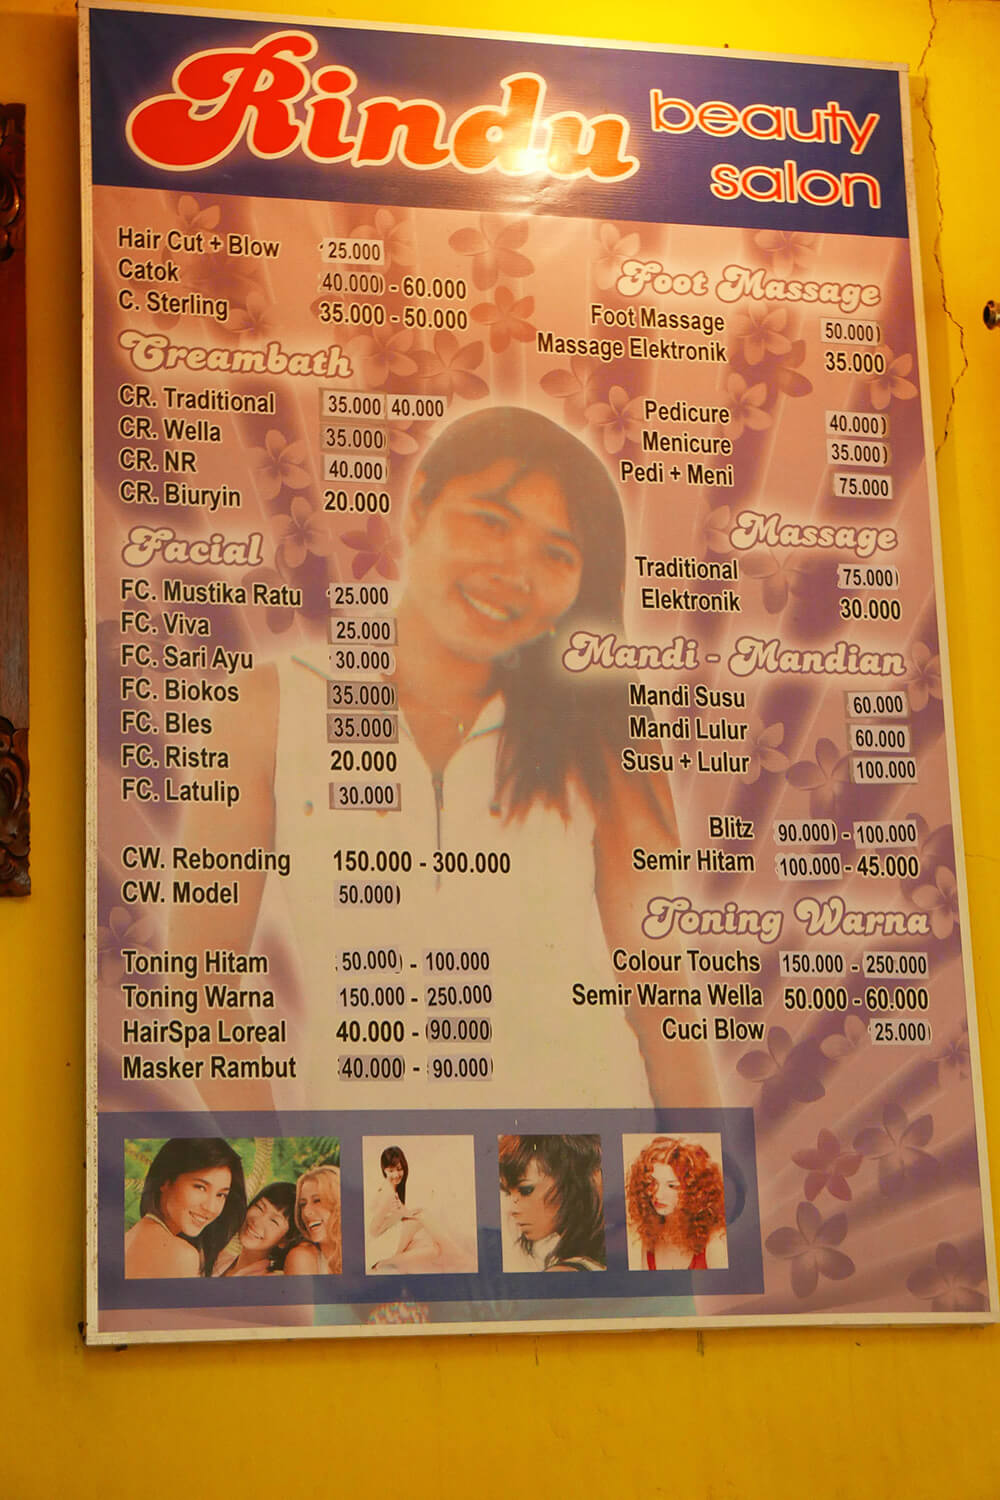 Rindu
beauty
salon
Hair Cut + Blow 25.000
Catok 40.000 - 60.000
C. Sterling 35.000 - 50.000
Creambath
CR. Traditional 35.000 40.000
CR. Wella 35.000
CR. NR 40.000
CR. Biuryin 20.000
Facial
FC. Mustika Ratu 25.000
FC. Viva 25.000
FC. Sari Ayu 30.000
FC. Biokos 35.000
FC. Bles 35.000
FC. Ristra 20.000
FC. Latulip 30.000
CW. Rebonding 150.000 - 300.000
CW. Model 50.000
Toning Hitam 50.000 - 100.000
Toning Warna 150.000 - 250.000
HairSpa Loreal 40.000 - 90.000
Masker Rambut 40.000 - 90.000
Foot Massage
Foot Massage 50.000
Massage Elektronik 35.000
Pedicure 40.000
Menicure 35.000
Pedi + Meni 75.000
Massage
Traditional 75.000
Elektronik 30.000
Mandi - Mandian
Mandi Susu 60.000
Mandi Lulur 60.000
Susu + Lulur 100.000
Blitz 90.000 - 100.000
Semir Hitam 100.000 - 45.000
Toning Warna
Colour Touchs 150.000 - 250.000
Semir Warna Wella 50.000 - 60.000
Cuci Blow 25.000